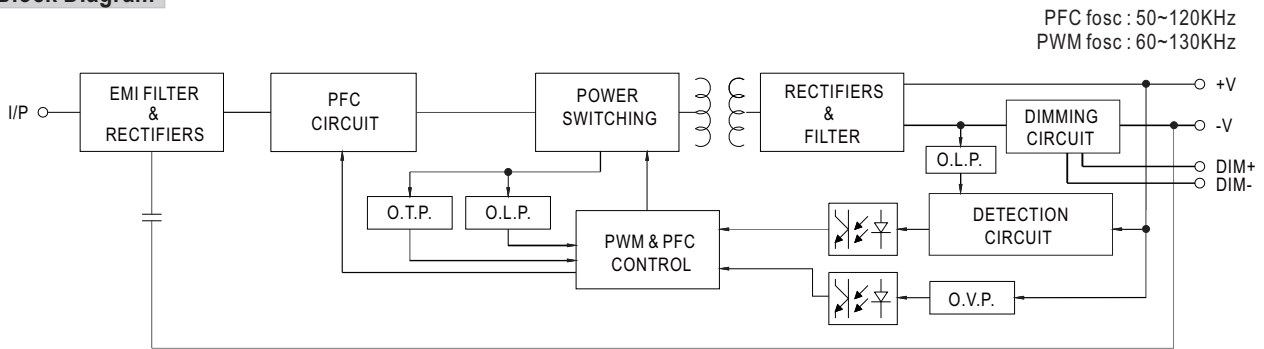 Block Diagram
PFC fosc : 50~120KHz
PWM fosc : 60~130KHz
I/P
EMI FILTER
&
RECTIFIERS
PFC
CIRCUIT
POWER
SWITCHING
RECTIFIERS
&
FILTER
DIMMING
CIRCUIT
+V
-V
DIM+
DIM-
O.L.P.
O.T.P.
O.L.P.
PWM & PFC
CONTROL
DETECTION
CIRCUIT
O.V.P.